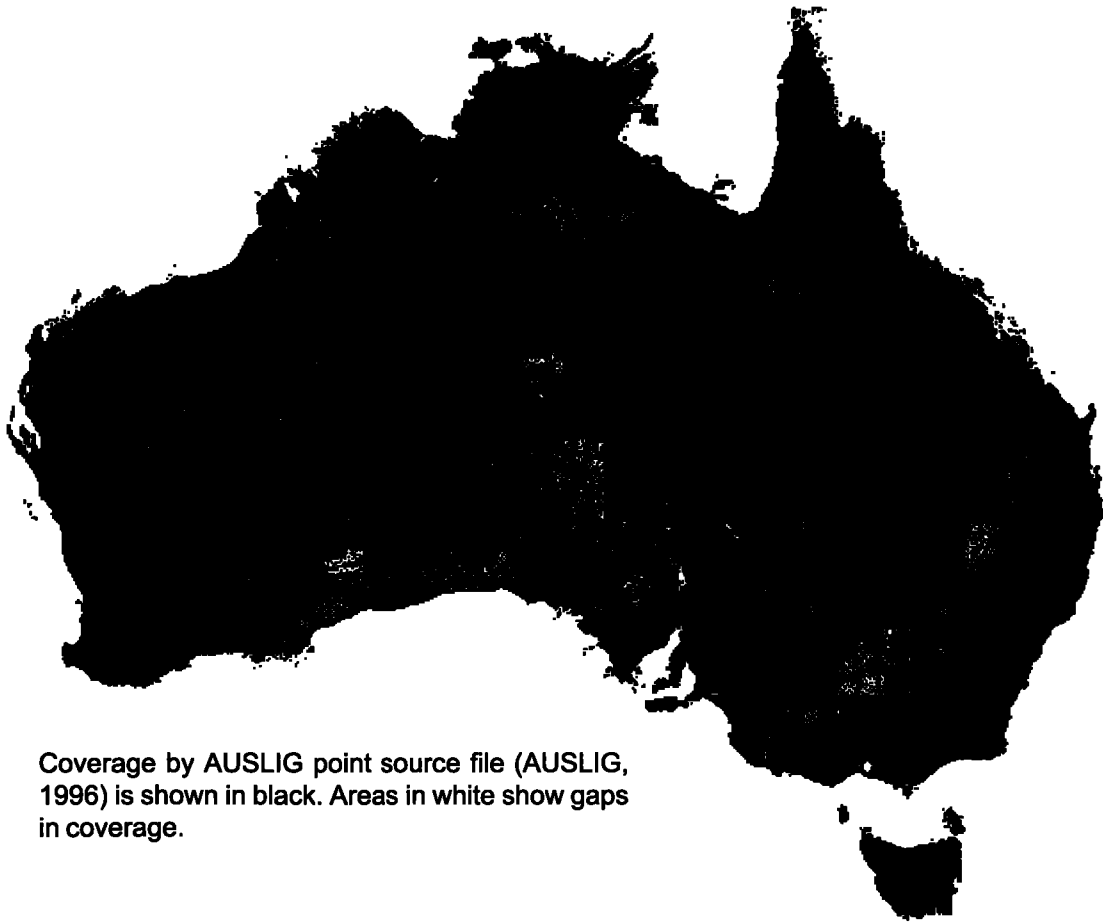 Coverage by AUSLIG point source file (AUSLIG,
1996) is shown in black. Areas in white show gaps
in coverage.